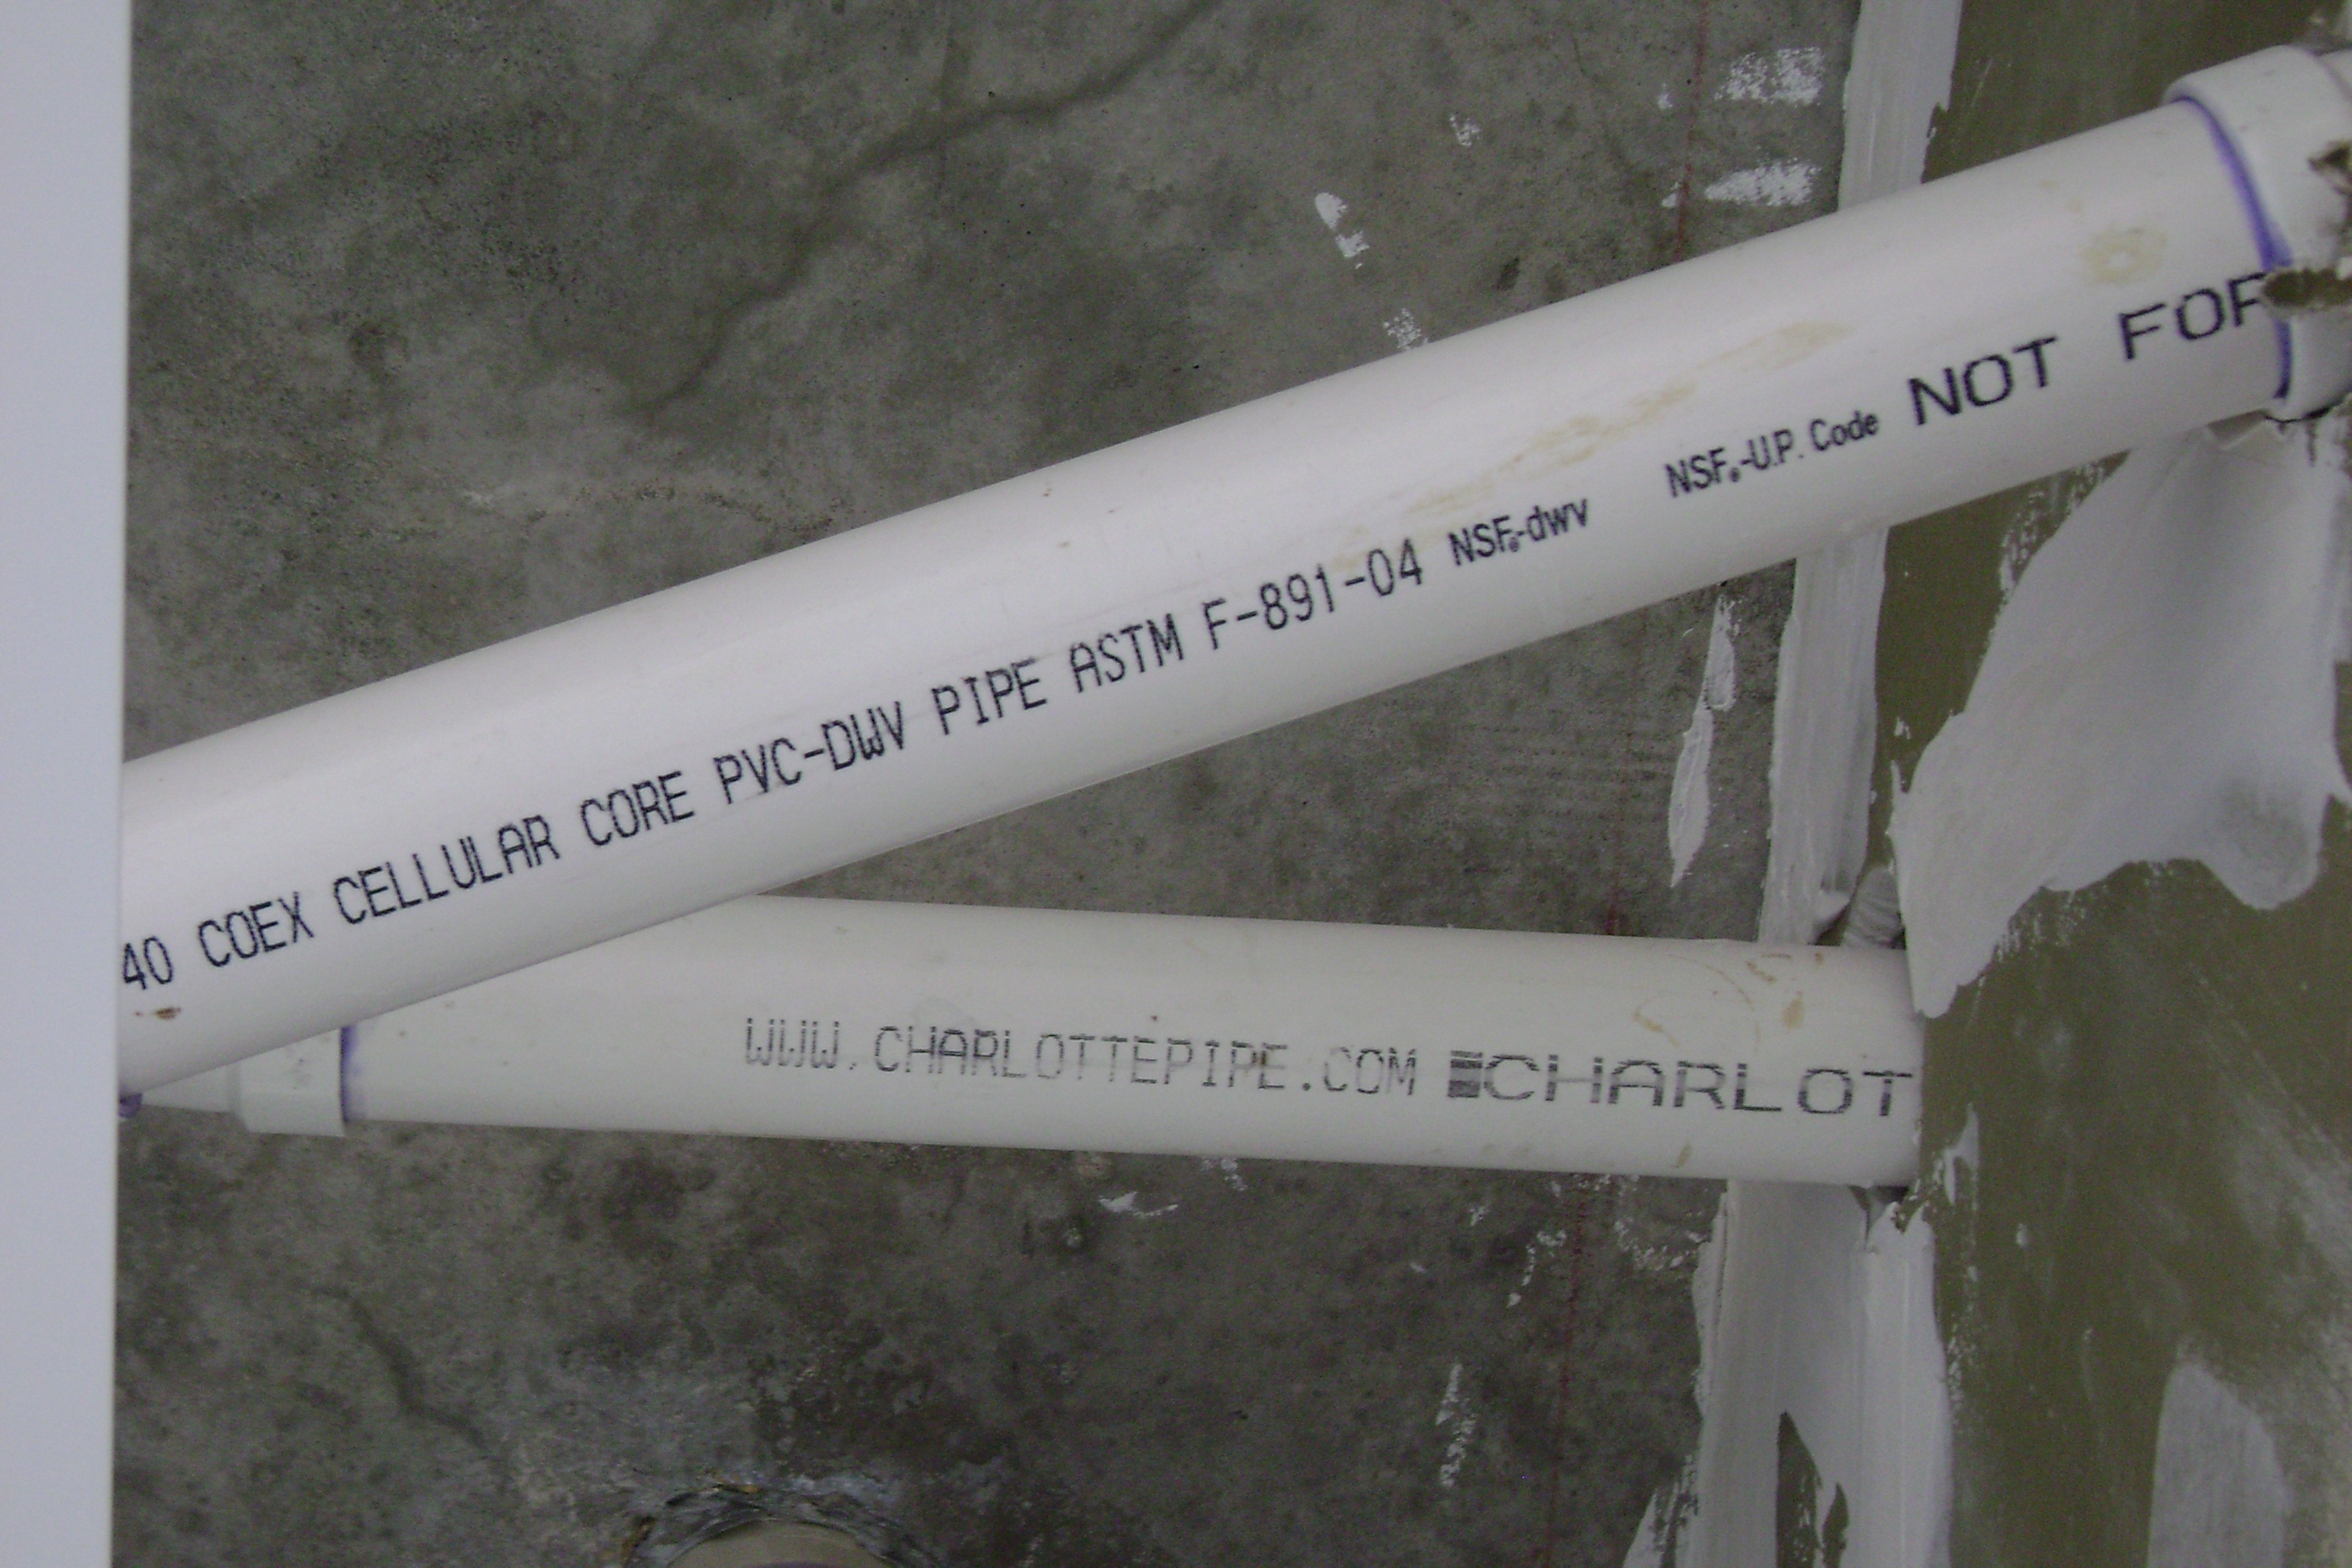 40 COEX CELLULAR CORE PVC-DWV PIPE ASTM F-891-04 NSF®-dwv NSF®-U.P. Code NOT FOR
WWW.CHARLOTTEPIPE.COM CHARLOT